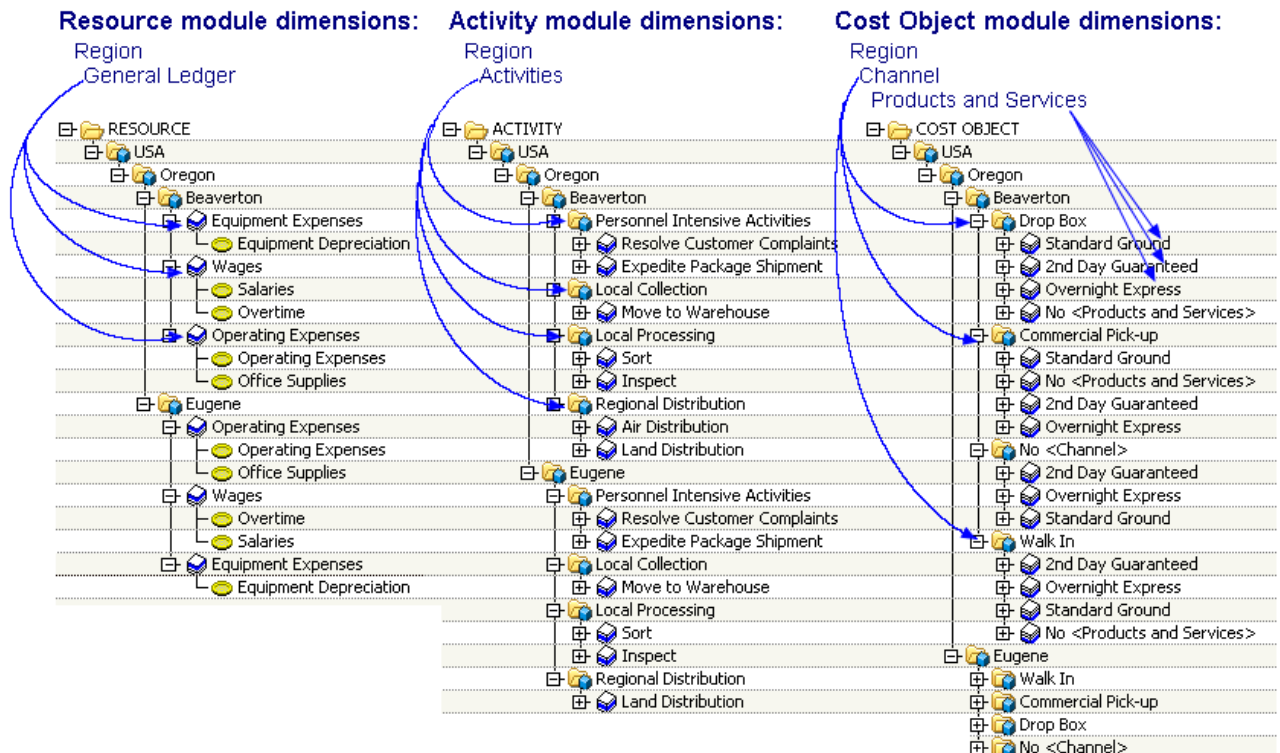 Resource module dimensions:
Region
General Ledger
RESOURCE
USA
Oregon
Beaverton
Equipment Expenses
Equipment Depreciation
Wages
Salaries
Overtime
Operating Expenses
Operating Expenses
Office Supplies
Eugene
Operating Expenses
Operating Expenses
Office Supplies
Wages
Overtime
Salaries
Equipment Expenses
Equipment Depreciation
Activity module dimensions:
Region
Activities
ACTIVITY
USA
Oregon
Beaverton
Personnel Intensive Activities
Resolve Customer Complaints
Expedite Package Shipment
Local Collection
Move to Warehouse
Local Processing
Sort
Inspect
Regional Distribution
Air Distribution
Land Distribution
Eugene
Personnel Intensive Activities
Resolve Customer Complaints
Expedite Package Shipment
Local Collection
Move to Warehouse
Local Processing
Sort
Inspect
Regional Distribution
Land Distribution
Cost Object module dimensions:
Region
Channel
Products and Services
COST OBJECT
USA
Oregon
Beaverton
Drop Box
Standard Ground
2nd Day Guaranteed
Overnight Express
No <Products and Services>
Commercial Pick-up
Standard Ground
No <Products and Services>
2nd Day Guaranteed
Overnight Express
No <Channel>
2nd Day Guaranteed
Overnight Express
Standard Ground
Walk In
2nd Day Guaranteed
Overnight Express
Standard Ground
No <Products and Services>
Eugene
Walk In
Commercial Pick-up
Drop Box
No <Channel>